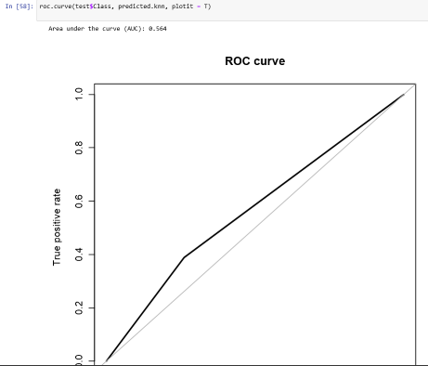 In [58]: roc.curve(test$Class, predicted.knn, plotit = T)
Area under the curve (AUC): 0.564
ROC curve
1.0
0.8
0.6
0.4
0.2
0.0
True positive rate